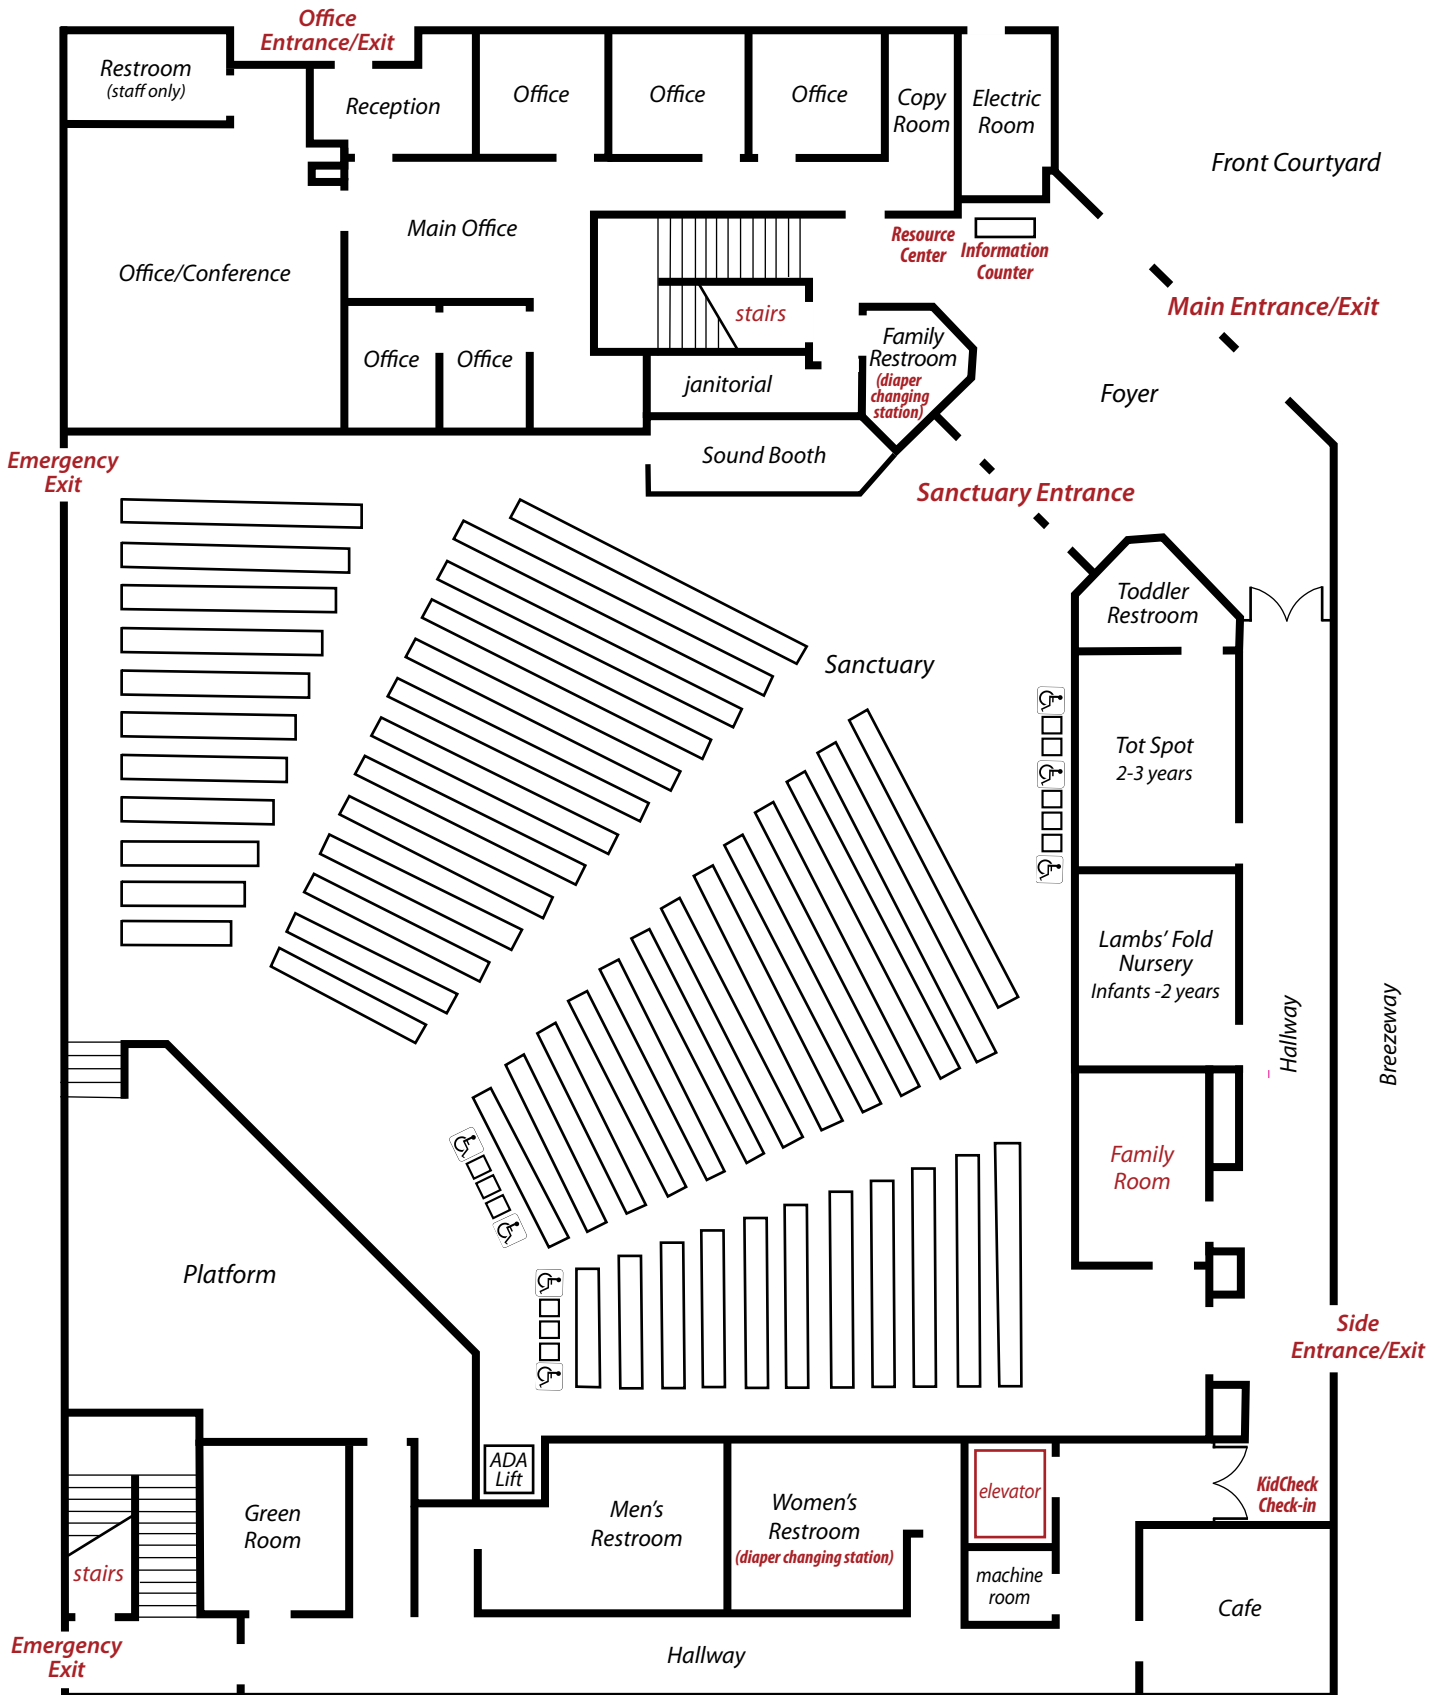 Office
Entrance/Exit
Restroom
(staff only)
Reception
Office
Office
Office
Copy
Room
Electric
Room
Front Courtyard
Main Office
Resource
Center
Information
Counter
Office/Conference
stairs
Main Entrance/Exit
Office
Office
Family
Restroom
(diaper
changing
station)
janitorial
Foyer
Sound Booth
Emergency
Exit
Sanctuary Entrance
Toddler
Restroom
Sanctuary
Tot Spot
2-3 years
Lambs' Fold
Nursery
Infants -2 years
Hallway
Breezeway
Family
Room
Platform
Side
Entrance/Exit
ADA
Lift
Green
Room
Men's
Restroom
Women's
Restroom
(diaper changing station)
elevator
KidCheck
Check-in
stairs
machine
room
Cafe
Emergency
Exit
Hallway